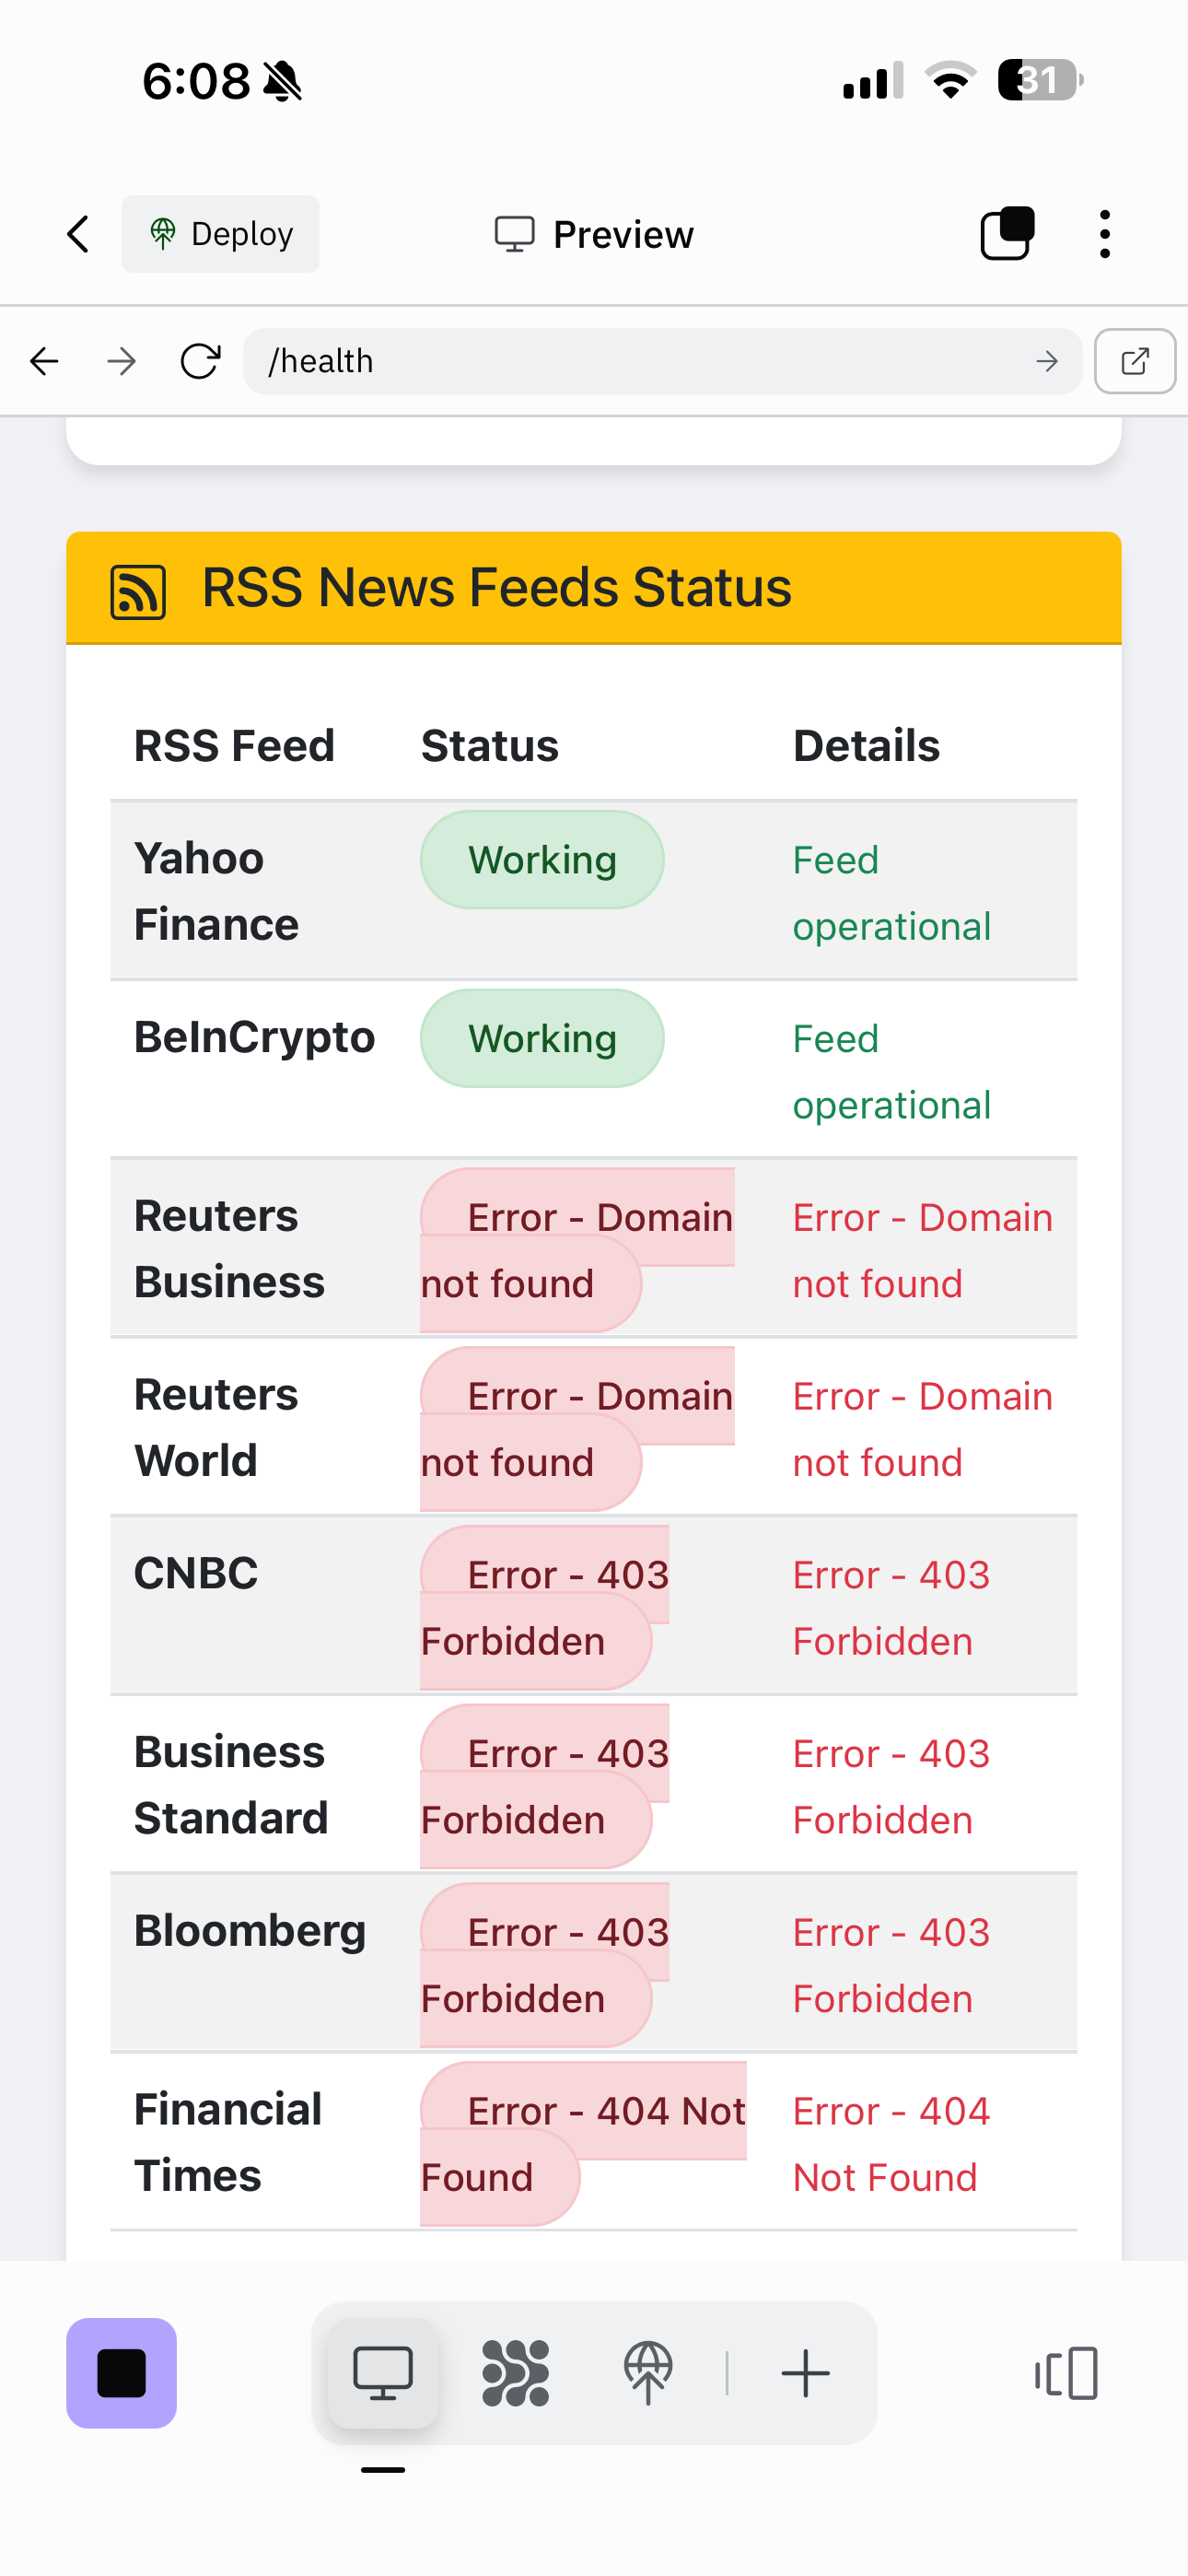 6:08
31
Deploy
Preview
/health
RSS News Feeds Status
RSS Feed Status Details
Yahoo Finance
Working
Feed operational
BeInCrypto
Working
Feed operational
Reuters Business
Error - Domain not found
Error - Domain not found
Reuters World
Error - Domain not found
Error - Domain not found
CNBC
Error - 403 Forbidden
Error - 403 Forbidden
Business Standard
Error - 403 Forbidden
Error - 403 Forbidden
Bloomberg
Error - 403 Forbidden
Error - 403 Forbidden
Financial Times
Error - 404 Not Found
Error - 404 Not Found